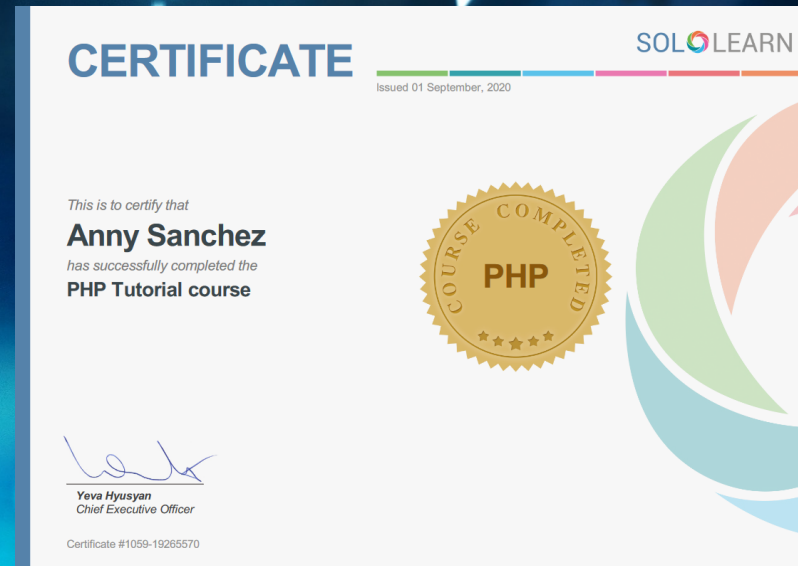 CERTIFICATE
SOLOLEARN
Issued 01 September, 2020
This is to certify that
Anny Sanchez
has successfully completed the
PHP Tutorial course
COURSE COMPLETED
PHP
Yeva Hyusyan
Chief Executive Officer
Certificate #1059-19265570